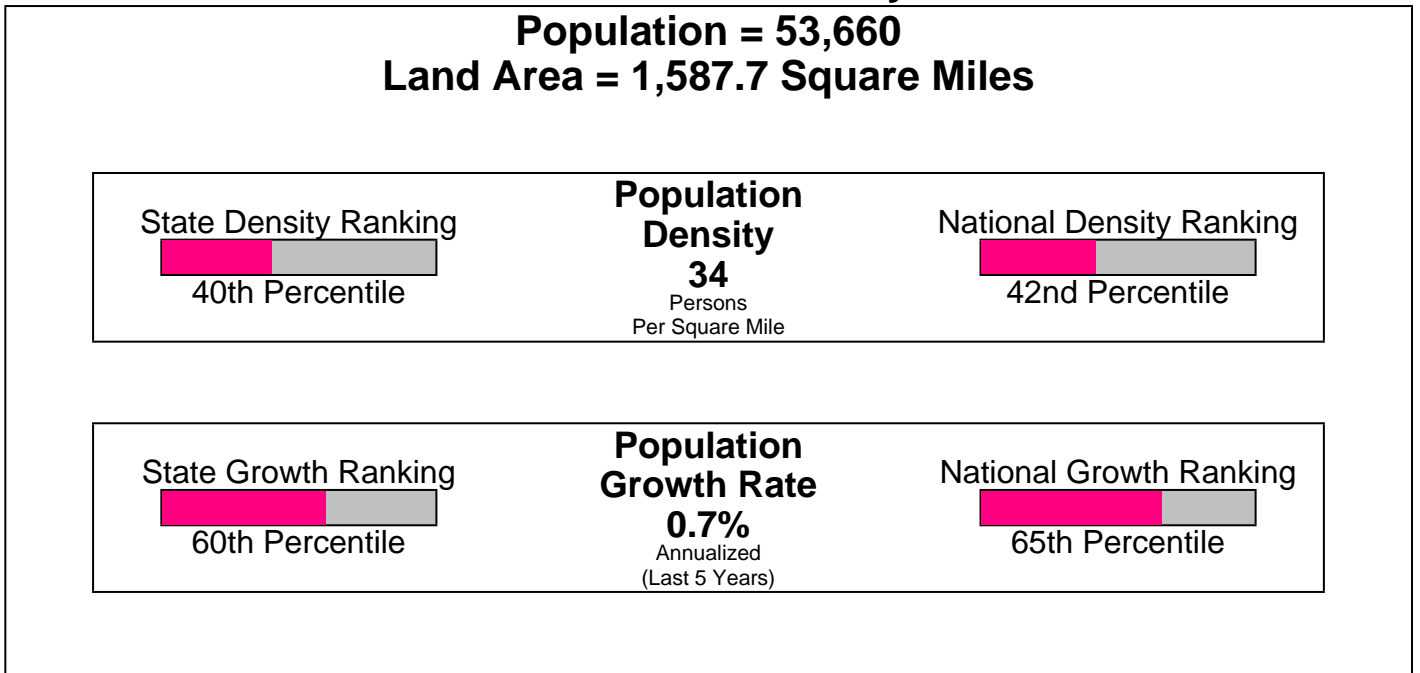 Population = 53,660
Land Area = 1,587.7 Square Miles
State Density Ranking
40th Percentile
Population
Density
34
Persons
Per Square Mile
National Density Ranking
42nd Percentile
State Growth Ranking
60th Percentile
Population
Growth Rate
0.7%
Annualized
(Last 5 Years)
National Growth Ranking
65th Percentile